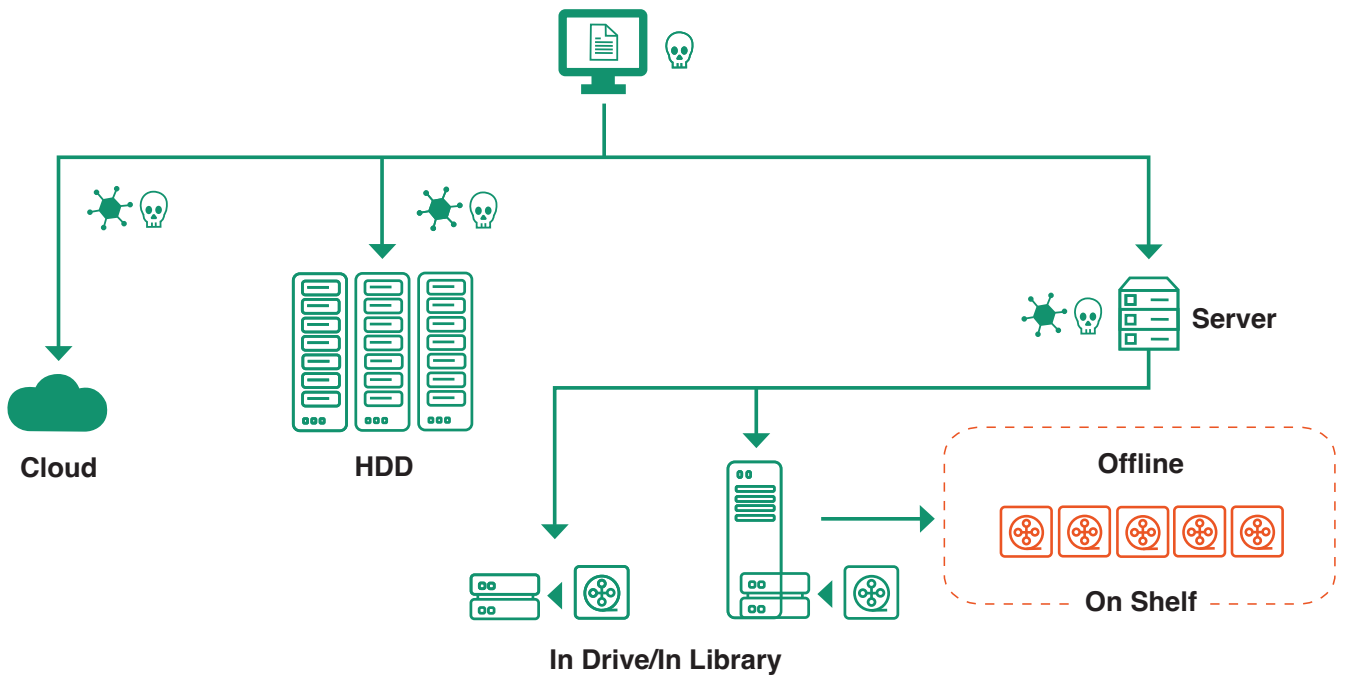 Server
Cloud
HDD
Offline
On Shelf
In Drive/In Library